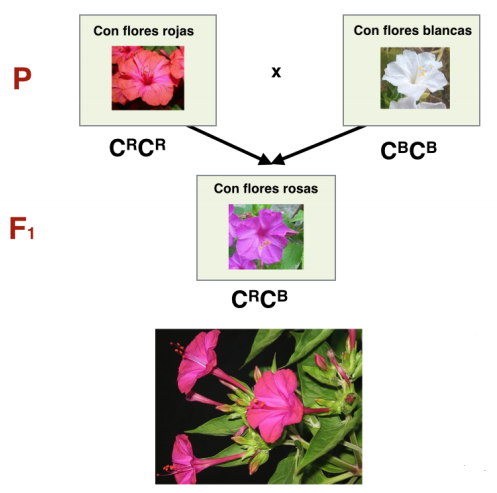 Con flores rojas
Con flores blancas
P
x
CᴿCᴿ
CᴮCᴮ
Con flores rosas
F₁
CᴿCᴮ